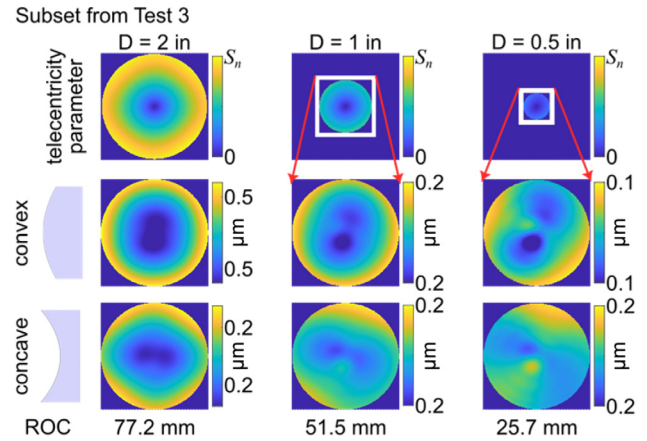 Subset from Test 3
D = 2 in
D = 1 in
D = 0.5 in
telecentricity
parameter
Sn
0
Sn
0
Sn
0
convex
0.5
µm
0.5
0.2
µm
0.2
0.1
µm
0.1
concave
0.2
µm
0.2
0.2
µm
0.2
0.2
µm
0.2
ROC
77.2 mm
51.5 mm
25.7 mm